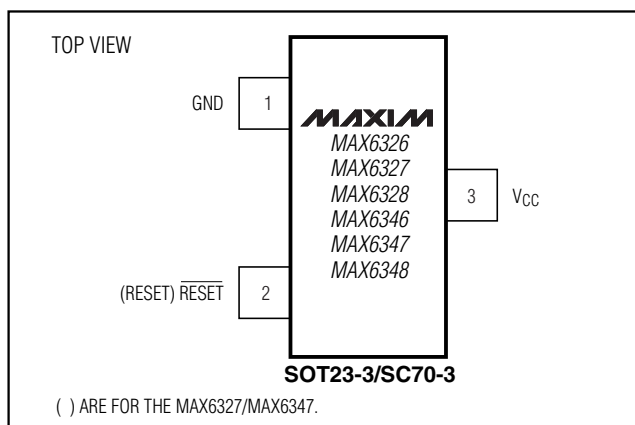 TOP VIEW
GND 1
MAXIM
MAX6326
MAX6327
MAX6328
3 VCC
MAX6346
MAX6347
MAX6348
(RESET) RESET 2
SOT23-3/SC70-3
( ) ARE FOR THE MAX6327/MAX6347.